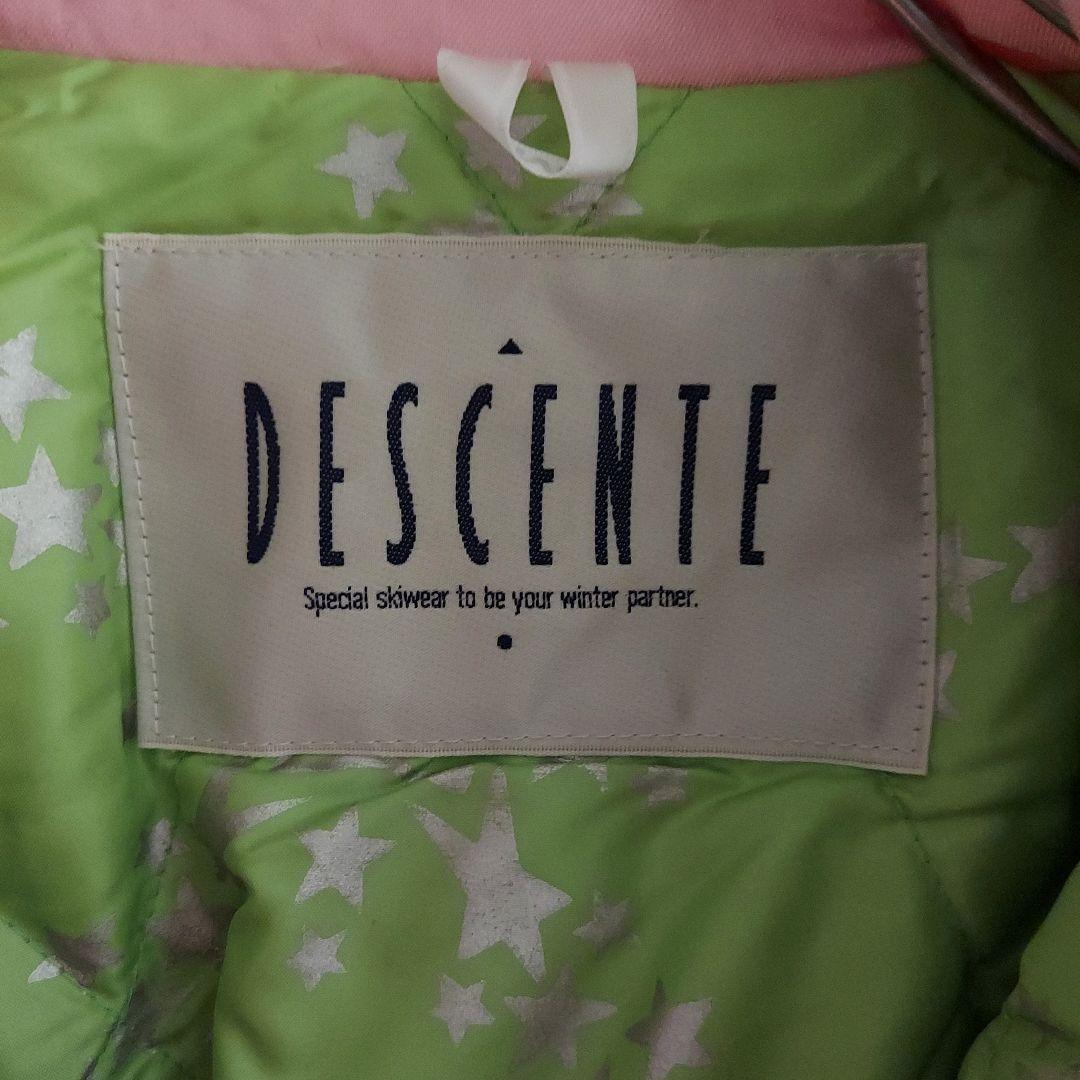 DESCENTE
Special skiwear to be your winter partner.